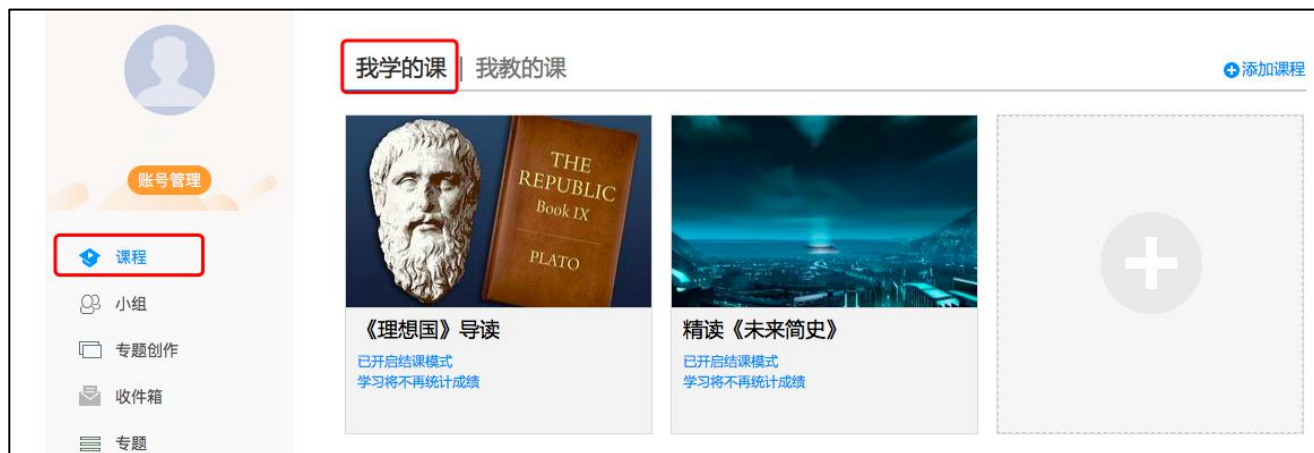 账号管理
课程
小组
专题创作
收件箱
专题
我学的课 | 我教的课
添加课程
THE
REPUBLIC
Book IX
PLATO
《理想国》导读
已开启结课模式
学习将不再统计成绩
精读《未来简史》
已开启结课模式
学习将不再统计成绩